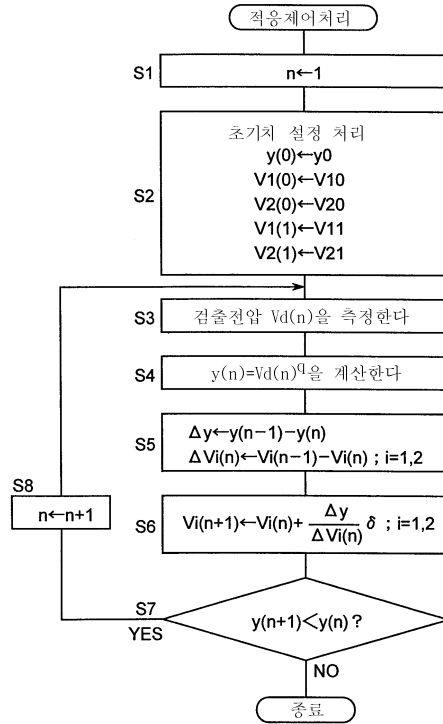 적응제어처리
S1
n←1
S2
초기치 설정 처리
y(0)←y0
V1(0)←V10
V2(0)←V20
V1(1)←V11
V2(1)←V21
S3
검출전압 Vd(n)을 측정한다
S4
y(n)=Vd(n)^q을 계산한다
S5
Δy←y(n−1)−y(n)
ΔVi(n)←Vi(n−1)−Vi(n) ; i=1,2
S8
n←n+1
S6
Vi(n+1)←Vi(n)+ Δy/ΔVi(n) δ ; i=1,2
S7
y(n+1)<y(n) ?
YES
NO
종료